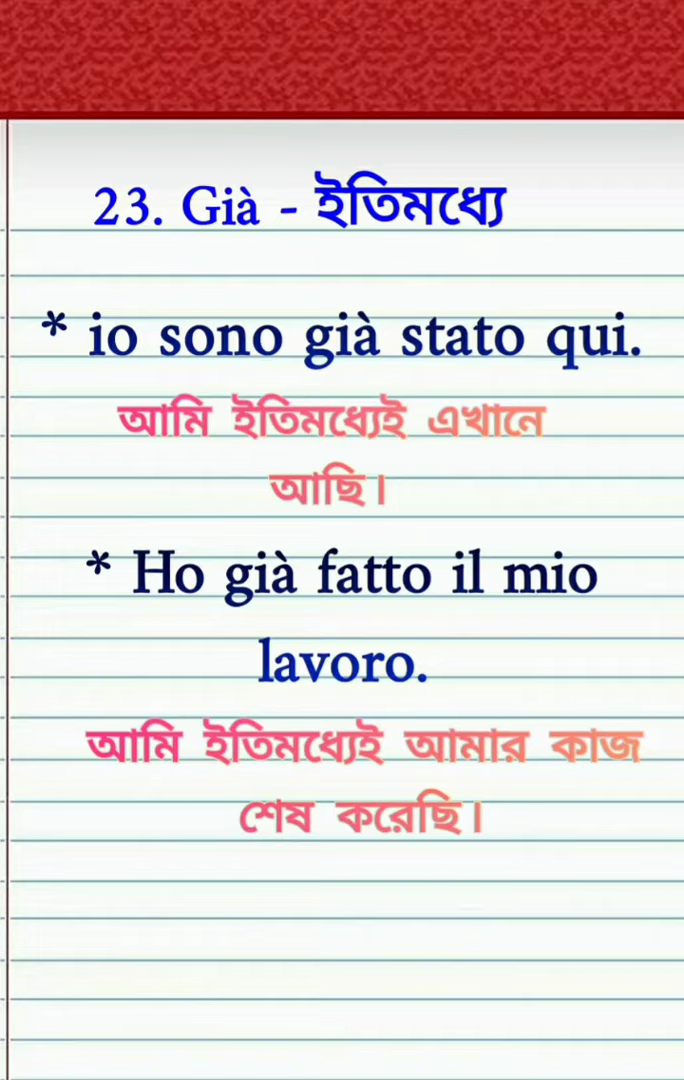 23. Già - ইতিমধ্যে
* io sono già stato qui.
আমি ইতিমধ্যেই এখানে
আছি।
* Ho già fatto il mio
lavoro.
আমি ইতিমধ্যেই আমার কাজ
শেষ করেছি।